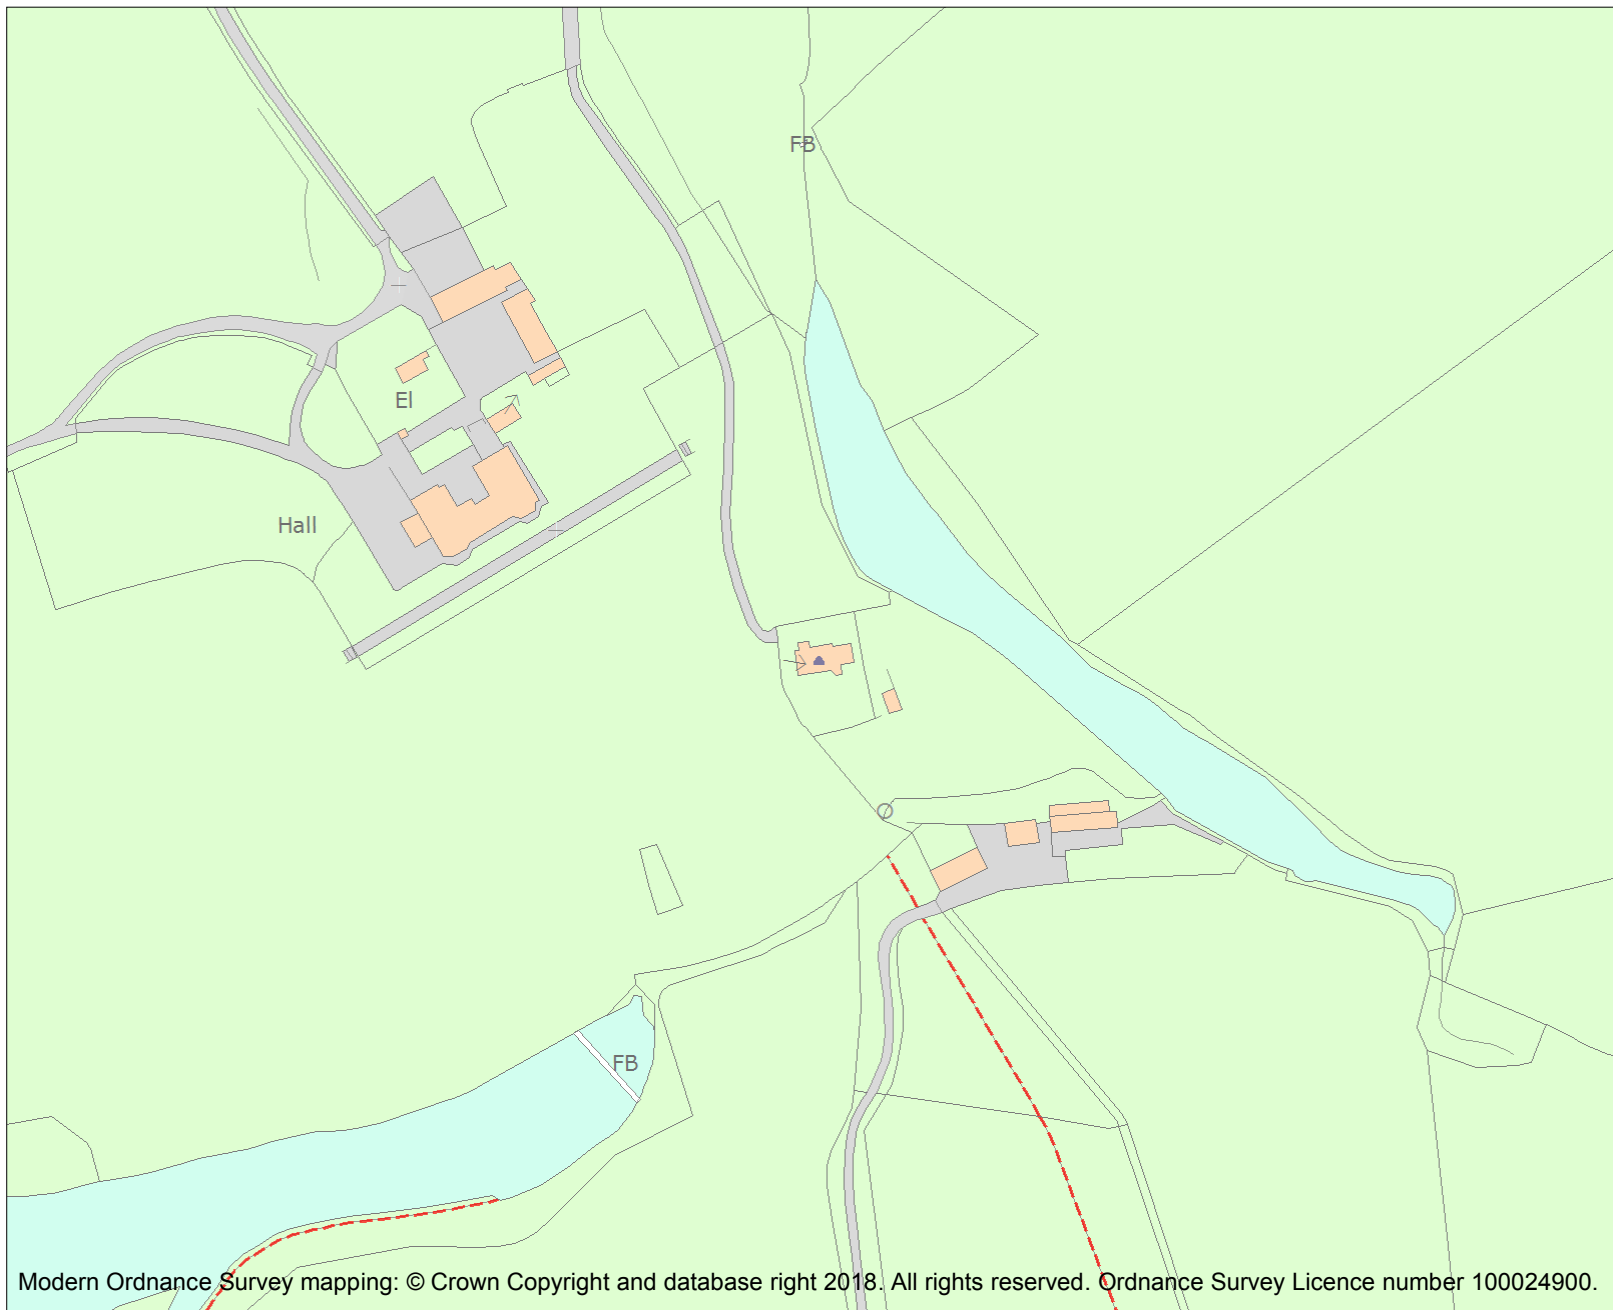 FB
El
Hall
FB
Modern Ordnance Survey mapping: © Crown Copyright and database right 2018. All rights reserved. Ordnance Survey Licence number 100024900.